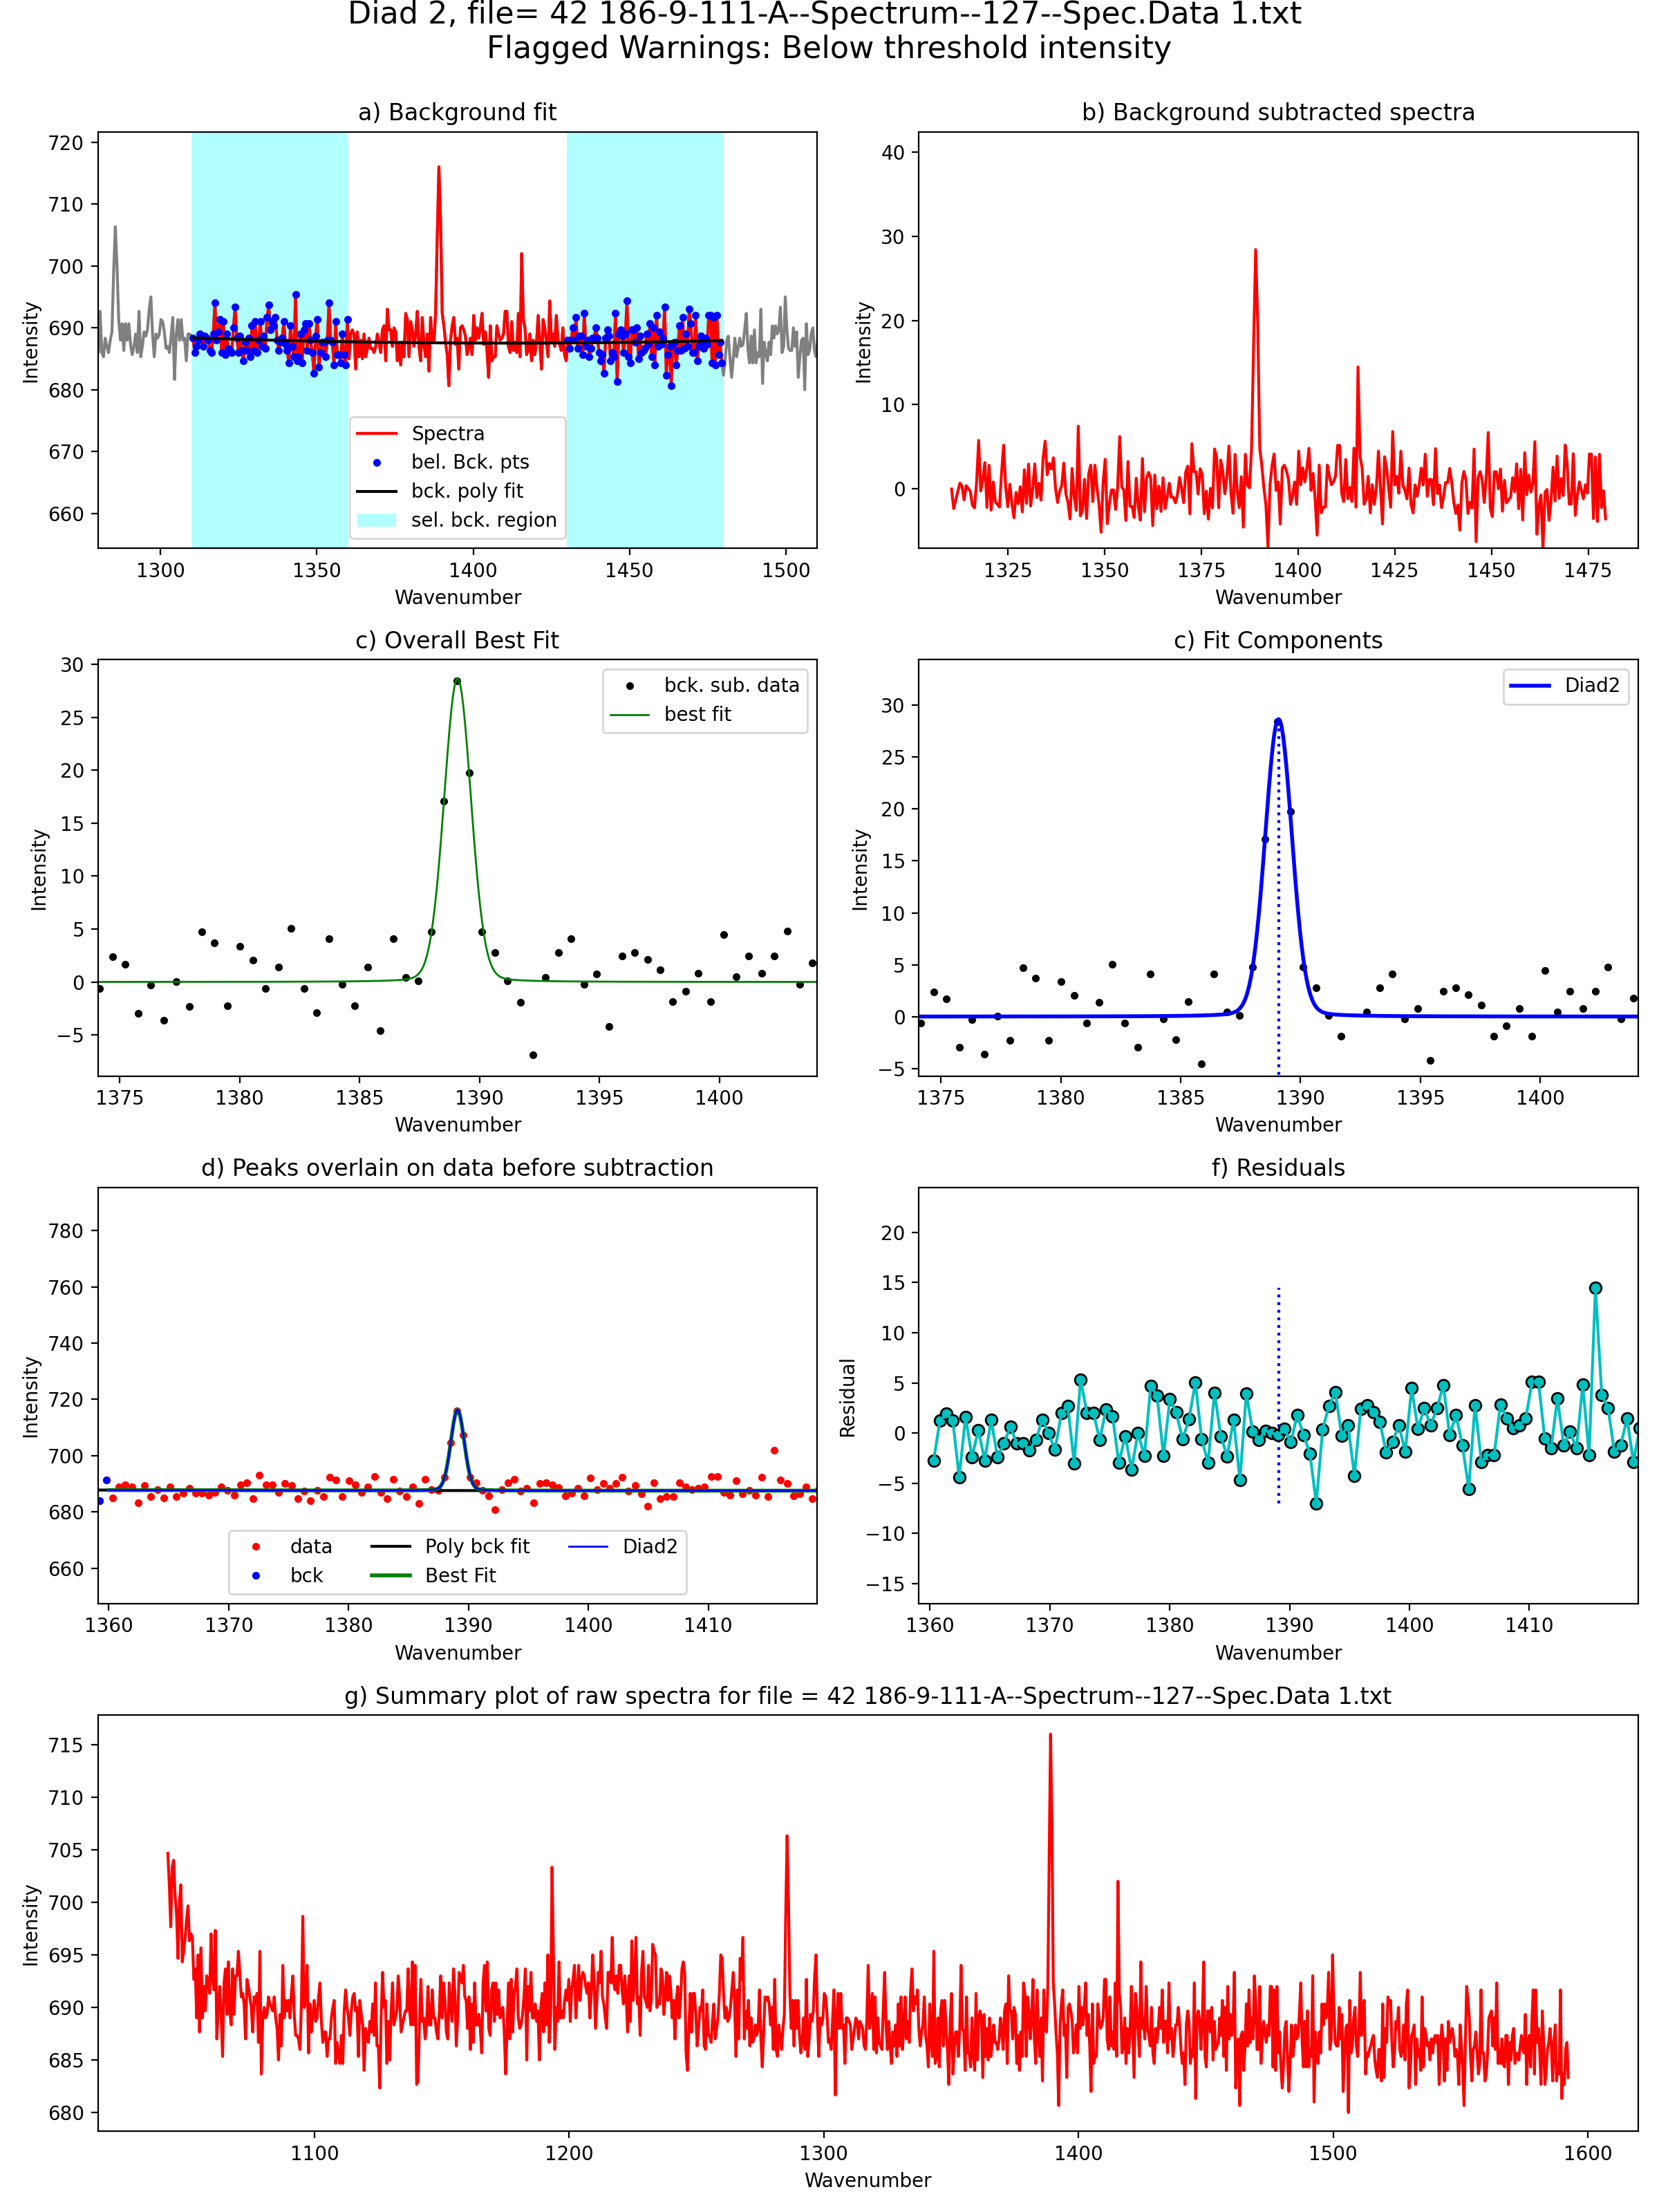 Diad 2, file= 42 186-9-111-A--Spectrum--127--Spec.Data 1.txt
Flagged Warnings: Below threshold intensity
a) Background fit
720
710
700
690
680
670
660
Intensity
Spectra
bel. Bck. pts
bck. poly fit
sel. bck. region
1300 1350 1400 1450 1500
Wavenumber
b) Background subtracted spectra
40
30
20
10
0
Intensity
1325 1350 1375 1400 1425 1450 1475
Wavenumber
c) Overall Best Fit
30
25
20
15
10
5
0
−5
Intensity
bck. sub. data
best fit
1375 1380 1385 1390 1395 1400
Wavenumber
c) Fit Components
30
25
20
15
10
5
0
−5
Intensity
Diad2
1375 1380 1385 1390 1395 1400
Wavenumber
d) Peaks overlain on data before subtraction
780
760
740
720
700
680
660
Intensity
data Poly bck fit Diad2
bck Best Fit
1360 1370 1380 1390 1400 1410
Wavenumber
f) Residuals
20
15
10
5
0
−5
−10
−15
Residual
1360 1370 1380 1390 1400 1410
Wavenumber
g) Summary plot of raw spectra for file = 42 186-9-111-A--Spectrum--127--Spec.Data 1.txt
715
710
705
700
695
690
685
680
Intensity
1100 1200 1300 1400 1500 1600
Wavenumber